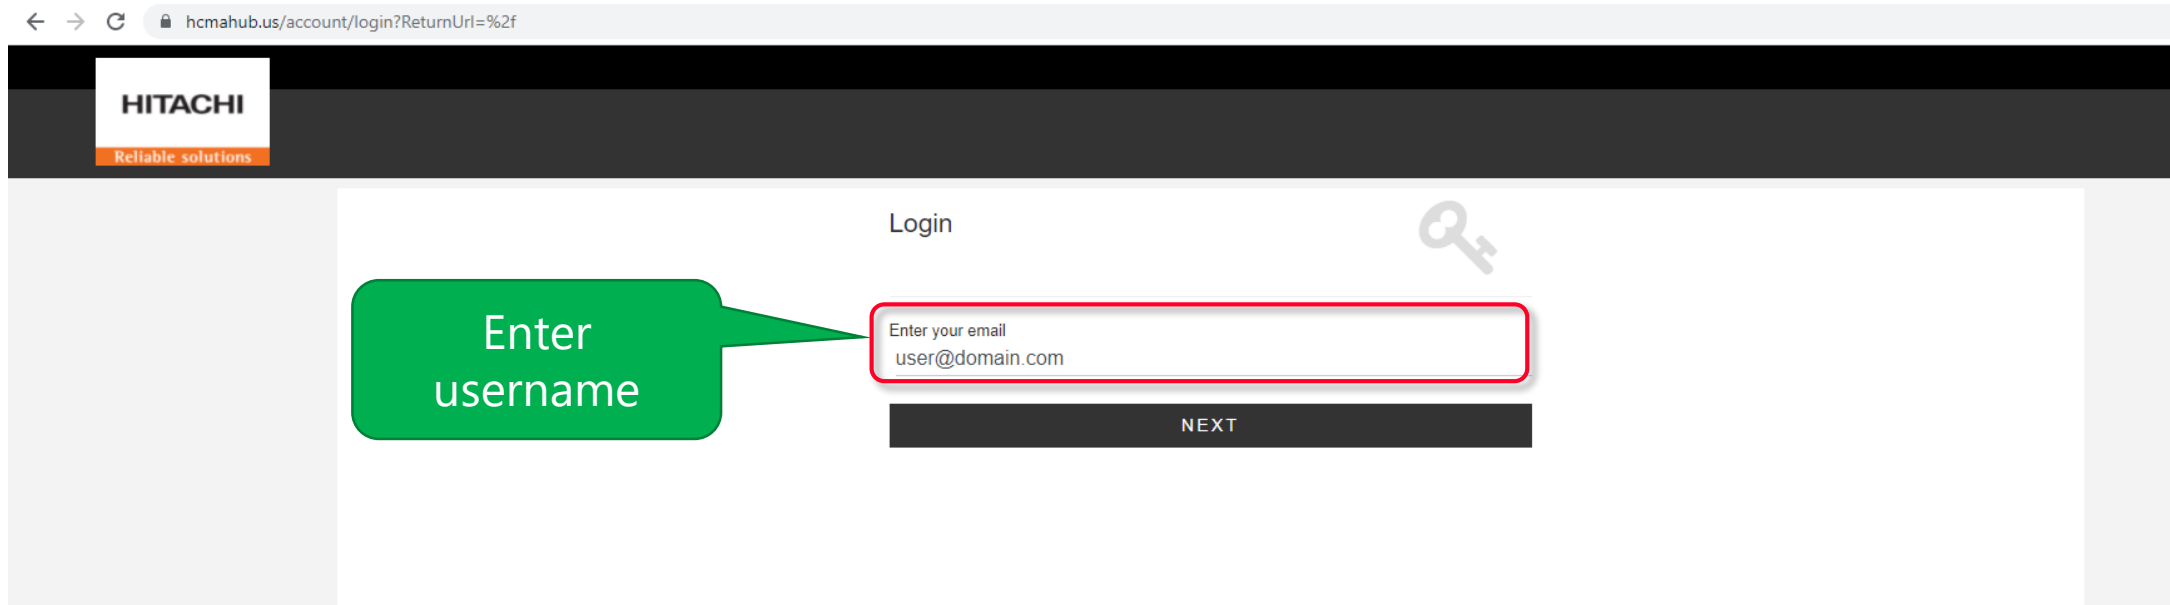 hcmahub.us/account/login?ReturnUrl=%2f
HITACHI
Reliable solutions
Login
Enter
username
Enter your email
user@domain.com
NEXT